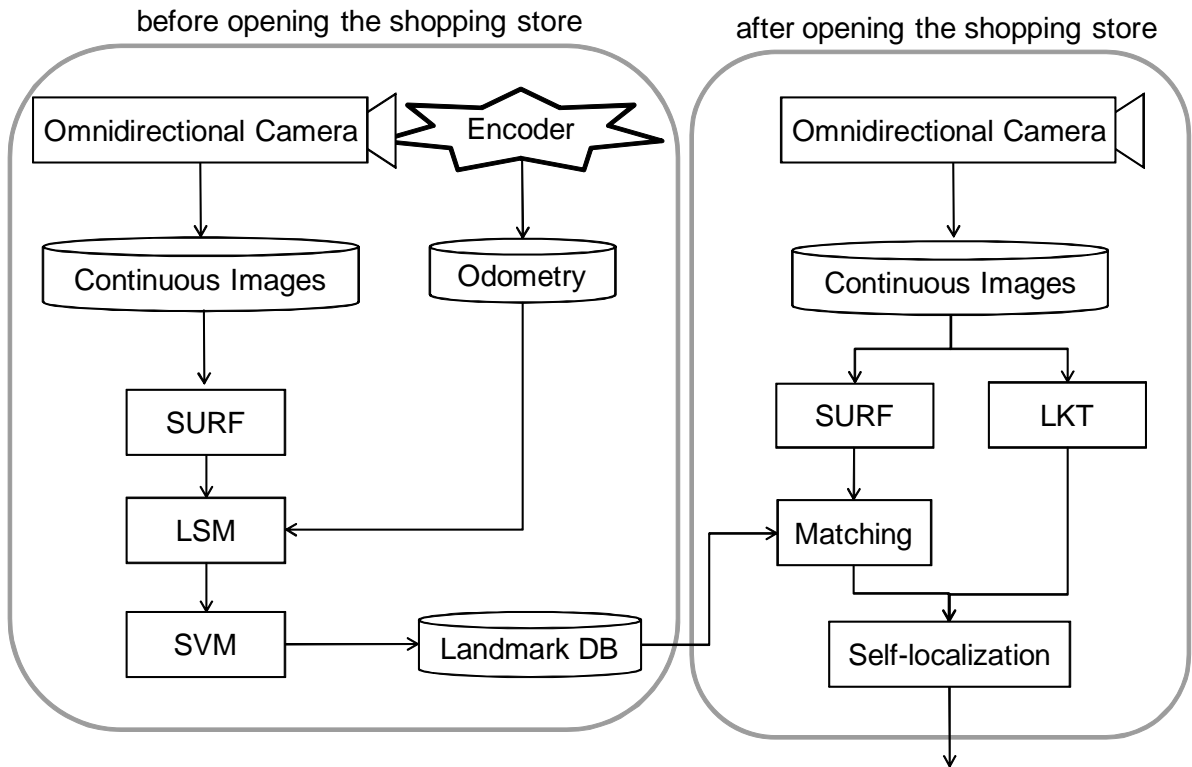 before opening the shopping store
Omnidirectional Camera
Encoder
Continuous Images
Odometry
SURF
LSM
SVM
Landmark DB
after opening the shopping store
Omnidirectional Camera
Continuous Images
SURF
LKT
Matching
Self-localization